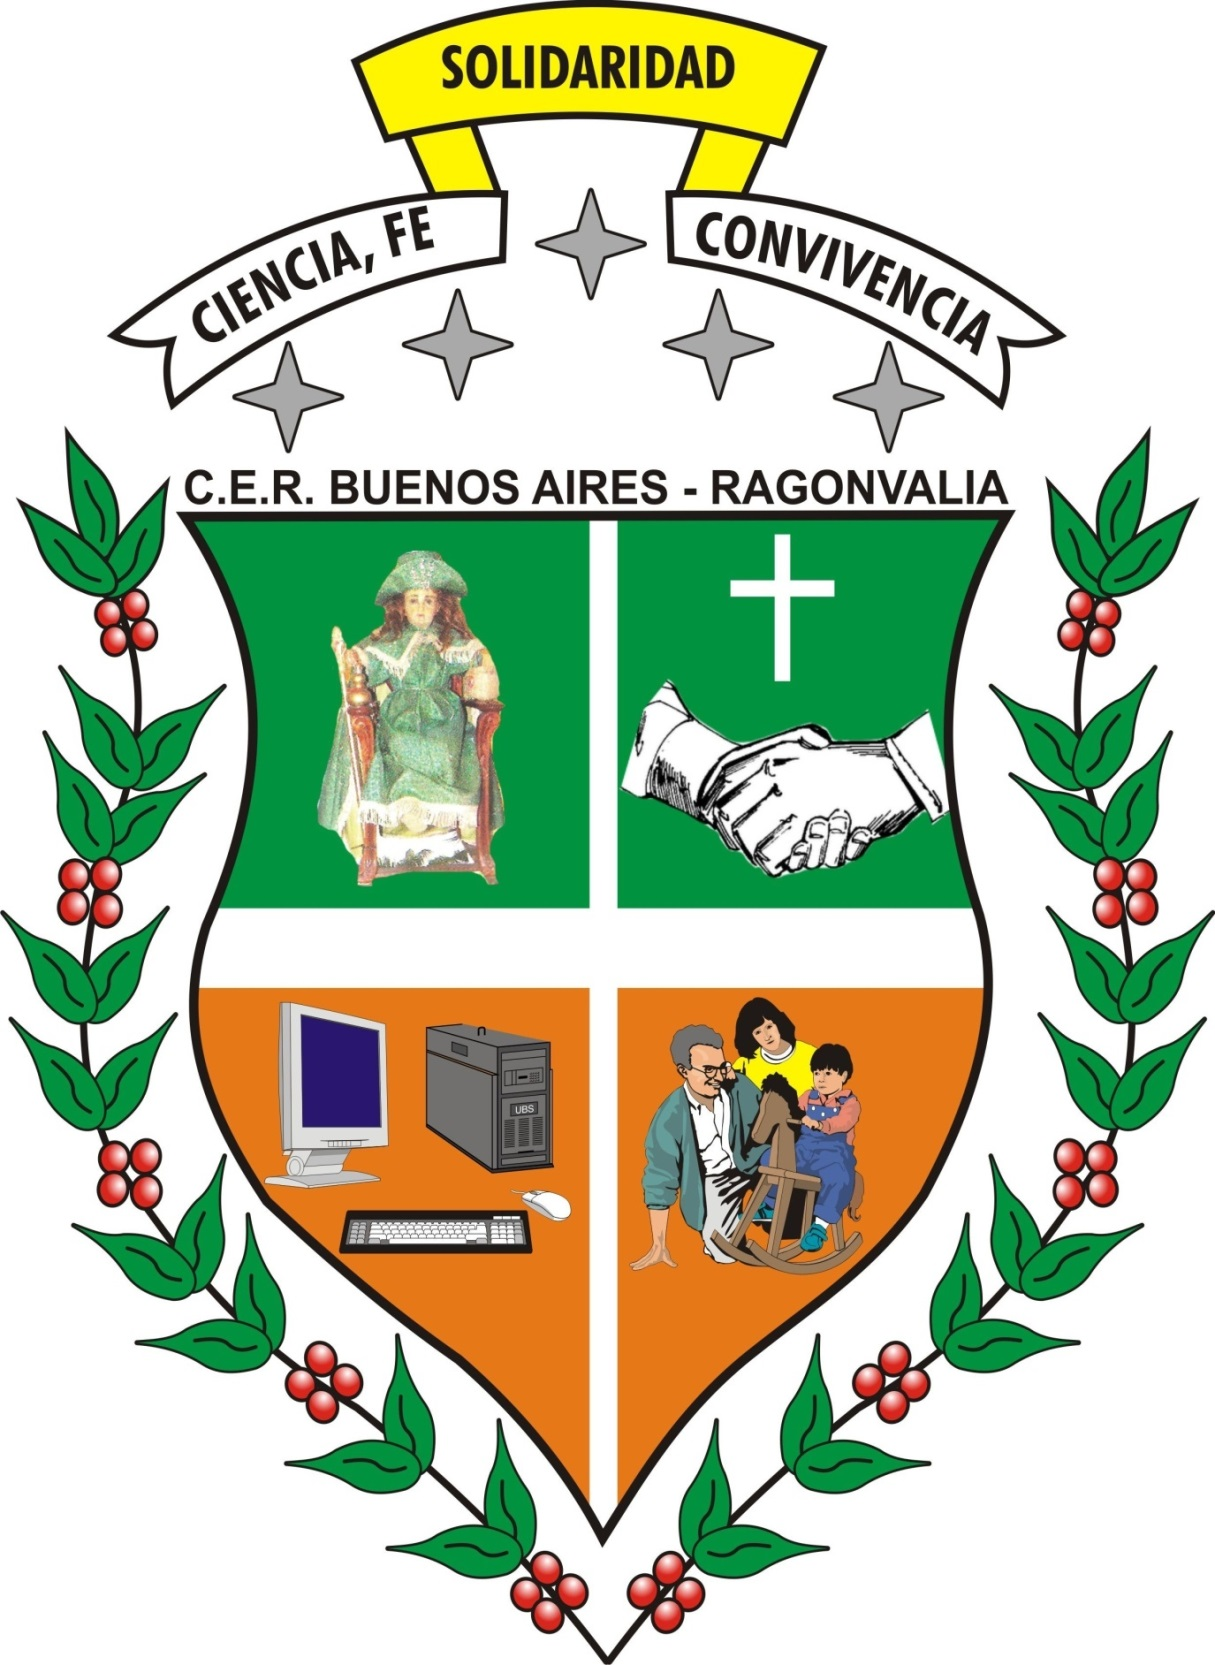 SOLIDARIDAD
CIENCIA, FE
CONVIVENCIA
C.E.R. BUENOS AIRES - RAGONVALIA
UBS